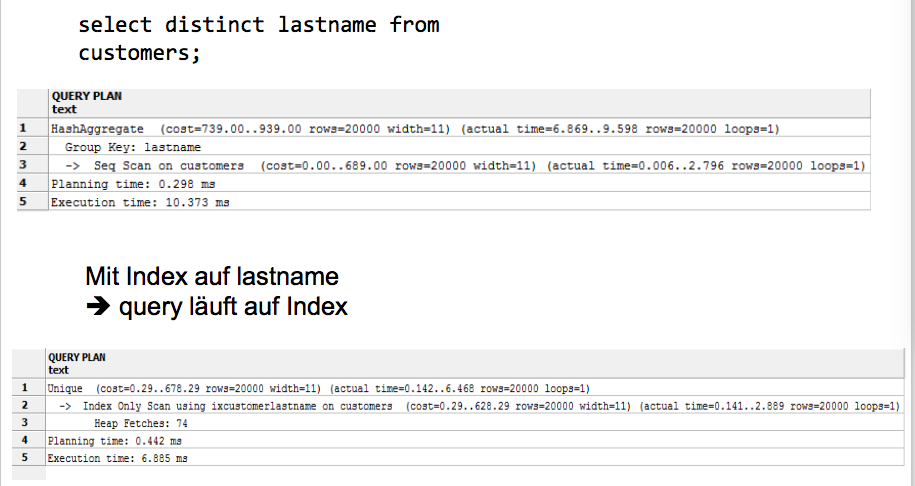 select distinct lastname from
customers;
QUERY PLAN
text
1 HashAggregate (cost=739.00..939.00 rows=20000 width=11) (actual time=6.869..9.598 rows=20000 loops=1)
2 Group Key: lastname
3 -> Seq Scan on customers (cost=0.00..689.00 rows=20000 width=11) (actual time=0.006..2.796 rows=20000 loops=1)
4 Planning time: 0.298 ms
5 Execution time: 10.373 ms
Mit Index auf lastname
➔ query läuft auf Index
QUERY PLAN
text
1 Unique (cost=0.29..678.29 rows=20000 width=11) (actual time=0.142..6.468 rows=20000 loops=1)
2 -> Index Only Scan using ixcustomerlastname on customers (cost=0.29..628.29 rows=20000 width=11) (actual time=0.141..2.889 rows=20000 loops=1)
3 Heap Fetches: 74
4 Planning time: 0.442 ms
5 Execution time: 6.885 ms